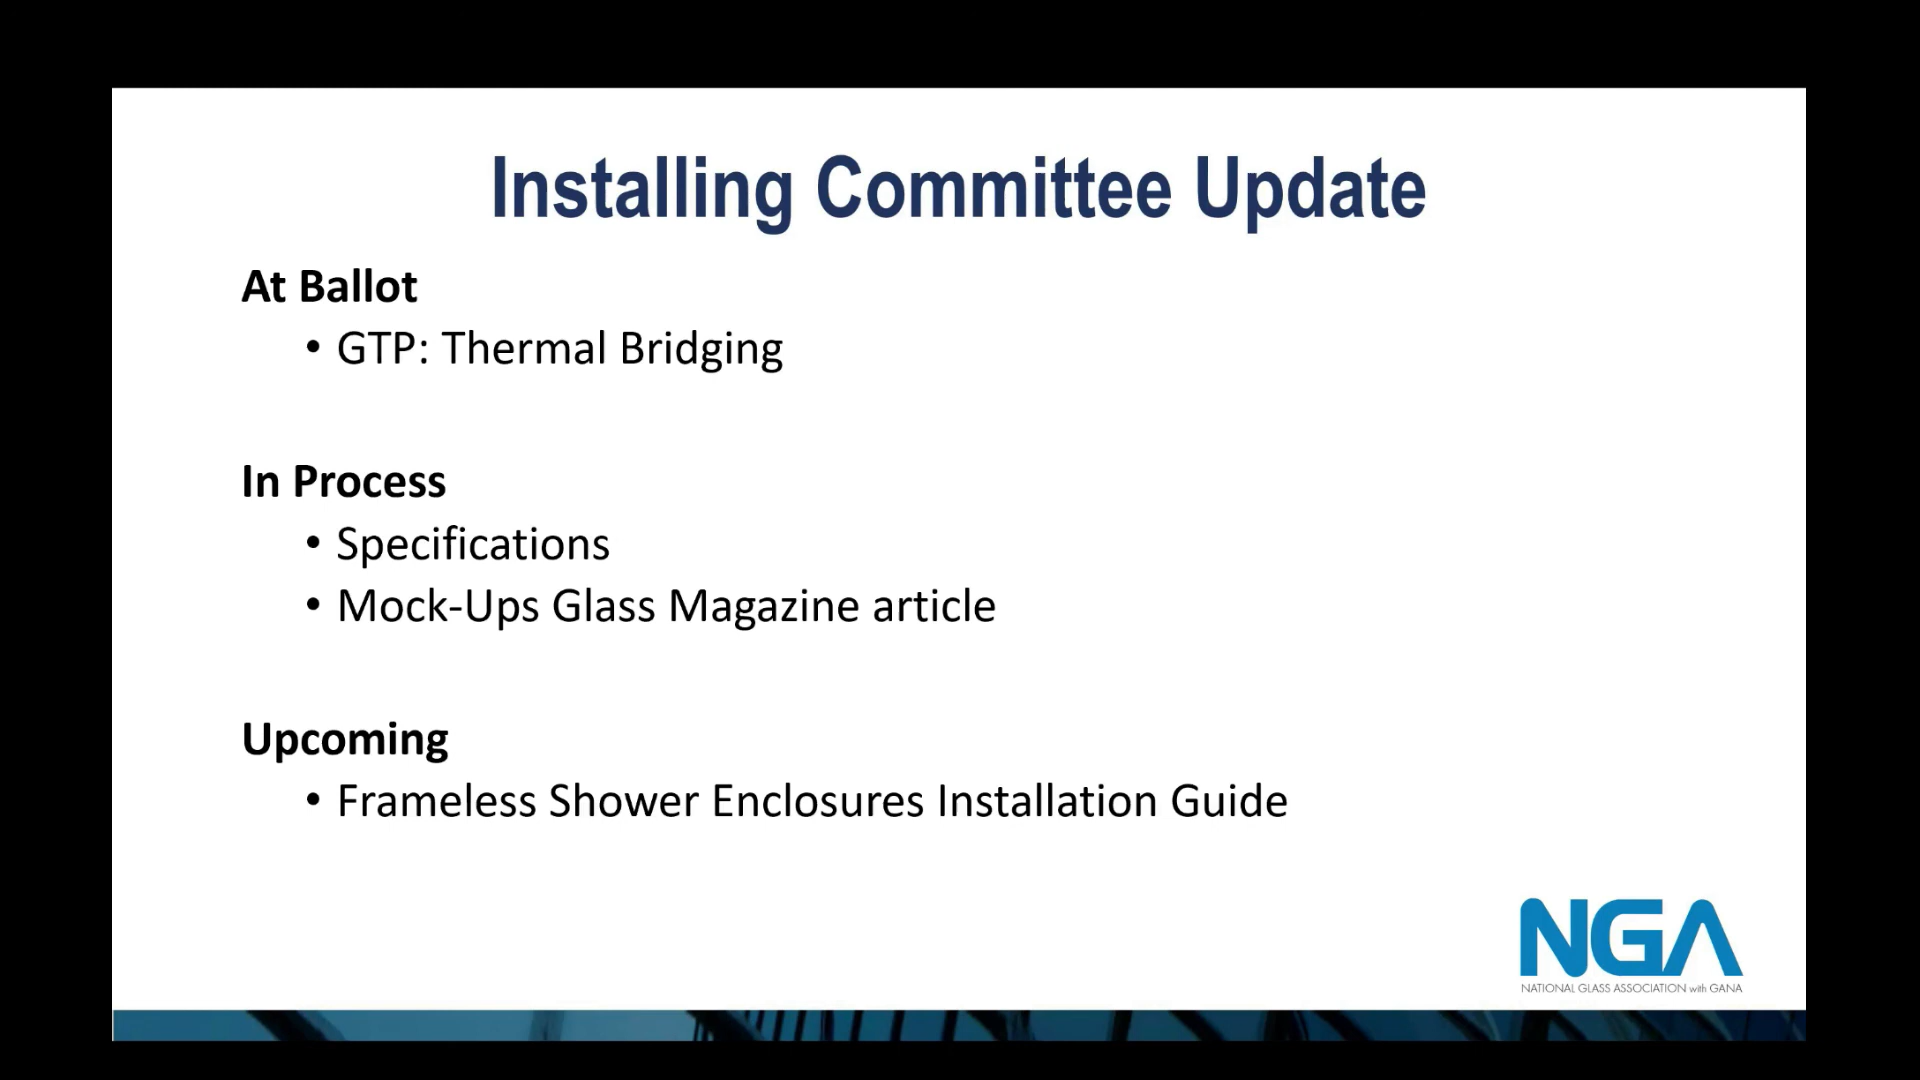 Installing Committee Update
At Ballot
• GTP: Thermal Bridging
In Process
• Specifications
• Mock-Ups Glass Magazine article
Upcoming
• Frameless Shower Enclosures Installation Guide
NGA
NATIONAL GLASS ASSOCIATION with GANA